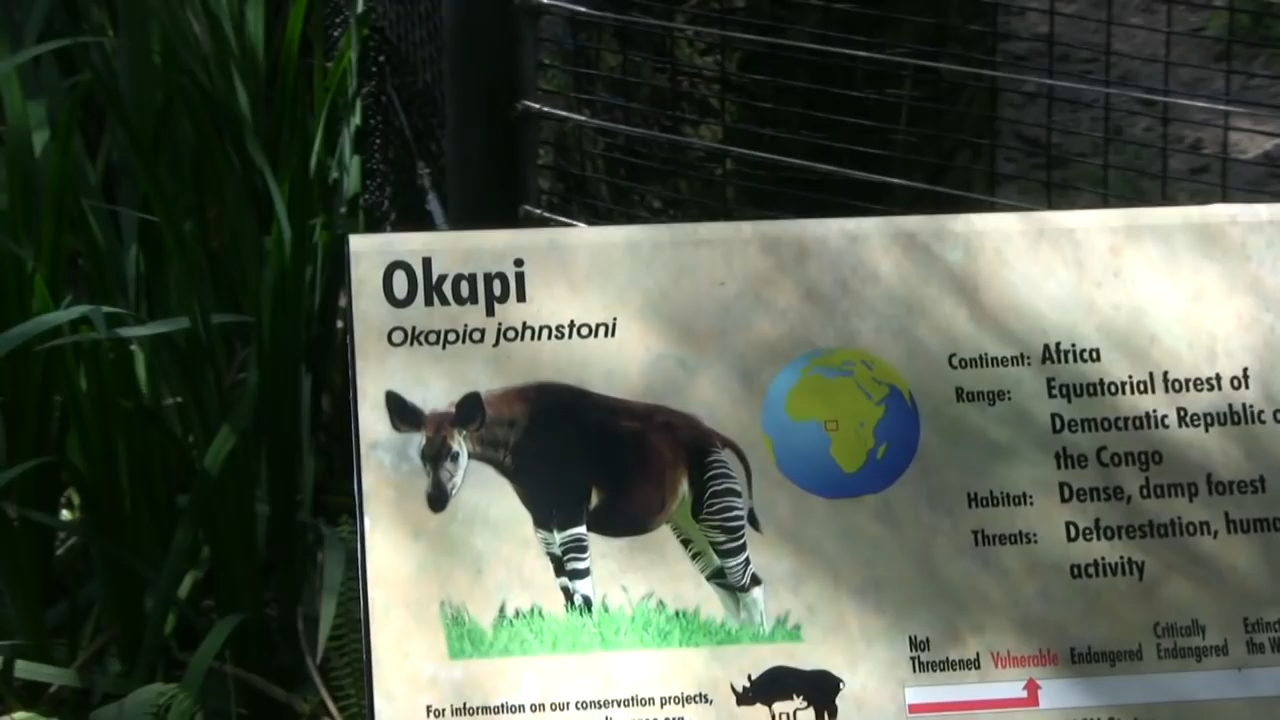 Okapi
Okapia johnstoni
Continent: Africa
Range: Equatorial forest of
Democratic Republic
the Congo
Habitat: Dense, damp forest
Threats: Deforestation,
activity
Not Threatened Vulnerable Endangered Critically Endangered
For information on our conservation projects,